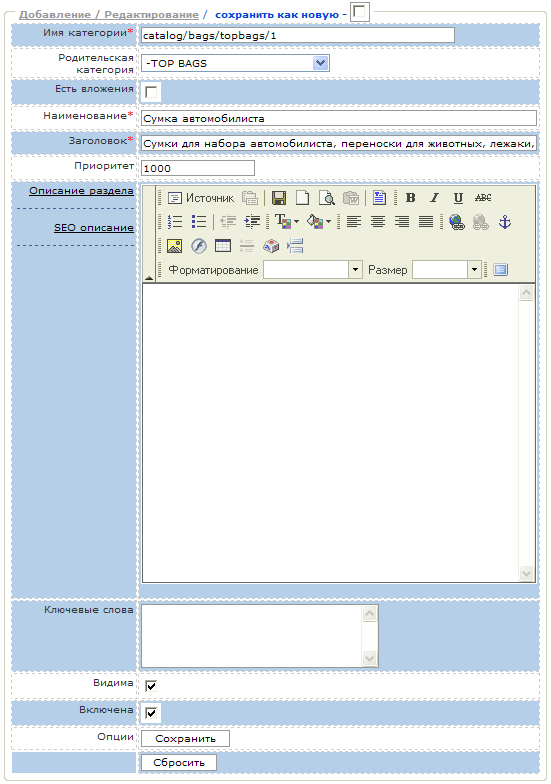 Добавление / Редактирование / сохранить как новую -
Имя категории* catalog/bags/topbags/1
Родительская категория -TOP BAGS
Есть вложения
Наименование* Сумка автомобилиста
Заголовок* Сумки для набора автомобилиста, переноски для животных, лежаки,
Приоритет 1000
Описание раздела
SEO описание
Источник
B I U ABC
Форматирование Размер
Ключевые слова
Видима
Включена
Опции Сохранить
Сбросить